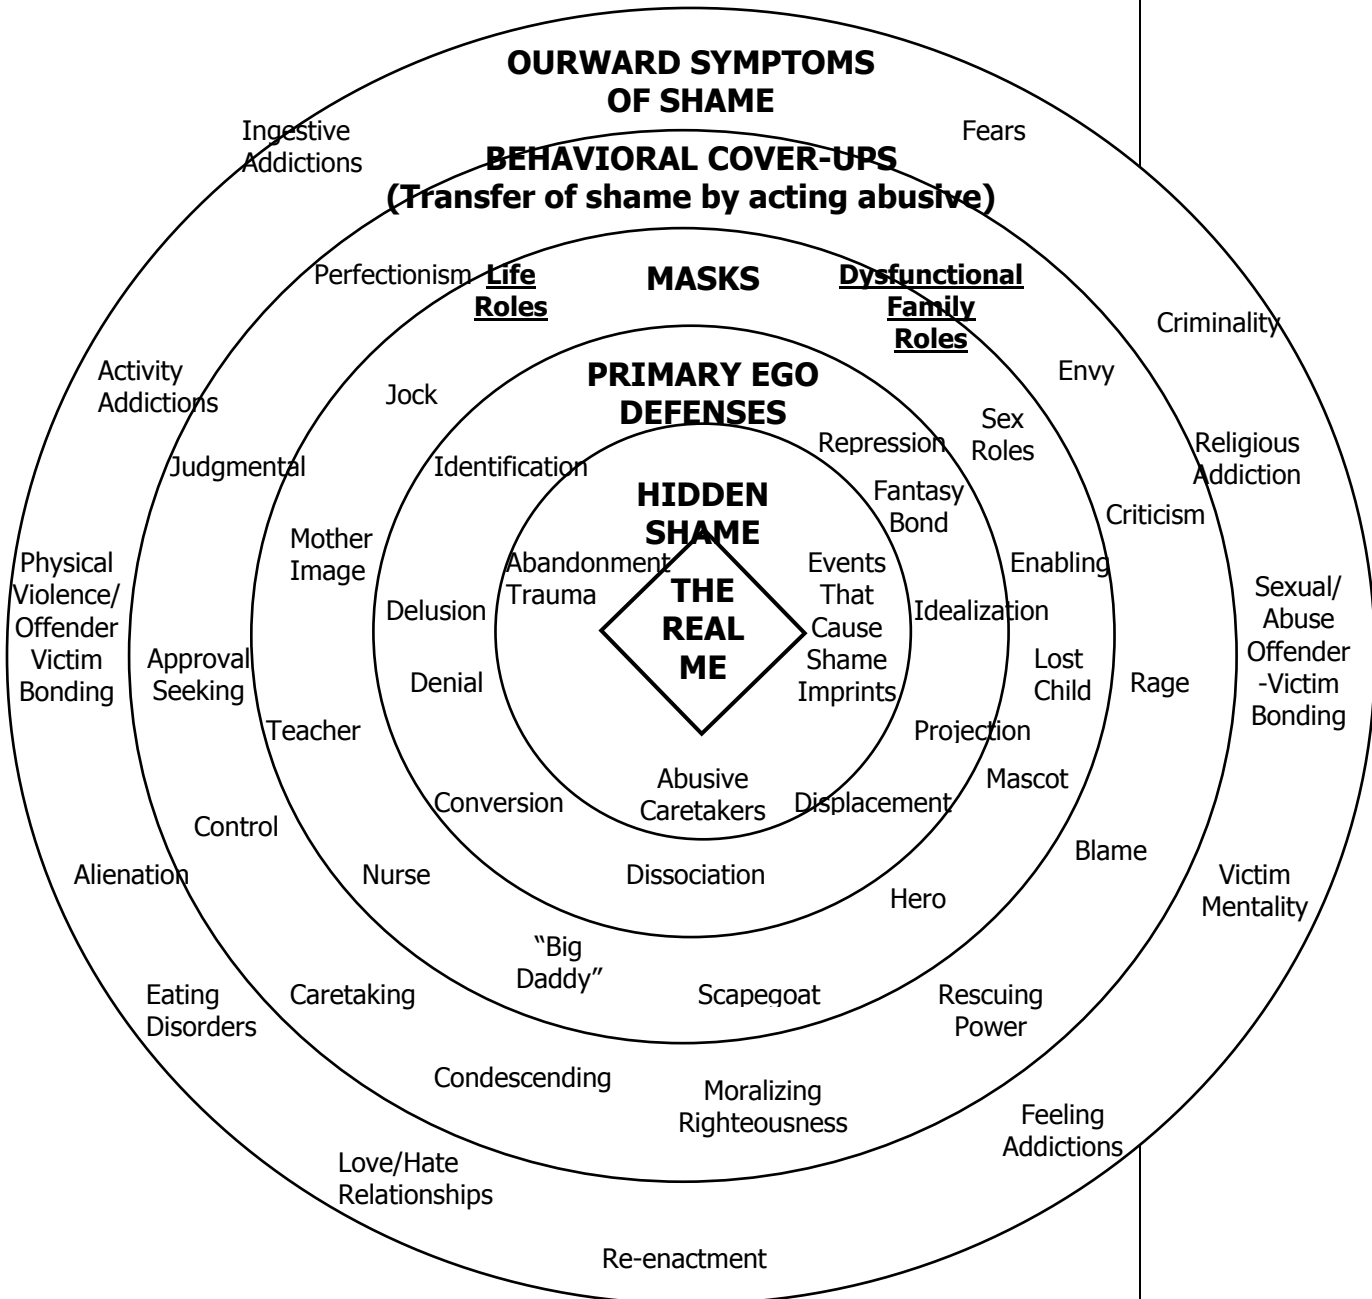 OURWARD SYMPTOMS
OF SHAME
Ingestive
Addictions
Fears
BEHAVIORAL COVER-UPS
(Transfer of shame by acting abusive)
Perfectionism
Life
Roles
MASKS
Dysfunctional
Family
Roles
Criminality
Activity
Addictions
Jock
PRIMARY EGO
DEFENSES
Envy
Sex
Roles
Repression
Religious
Addiction
Judgmental
Identification
HIDDEN
SHAME
Fantasy
Bond
Criticism
Mother
Image
Physical
Violence/
Offender
Victim
Bonding
Abandonment
Trauma
THE
REAL
ME
Events
That
Cause
Shame
Imprints
Enabling
Sexual/
Abuse
Offender
-Victim
Bonding
Delusion
Idealization
Approval
Seeking
Denial
Lost
Child
Rage
Teacher
Projection
Mascot
Abusive
Caretakers
Conversion
Displacement
Control
Blame
Alienation
Nurse
Dissociation
Hero
Victim
Mentality
“Big
Daddy”
Eating
Disorders
Caretaking
Scapegoat
Rescuing
Power
Condescending
Moralizing
Righteousness
Feeling
Addictions
Love/Hate
Relationships
Re-enactment